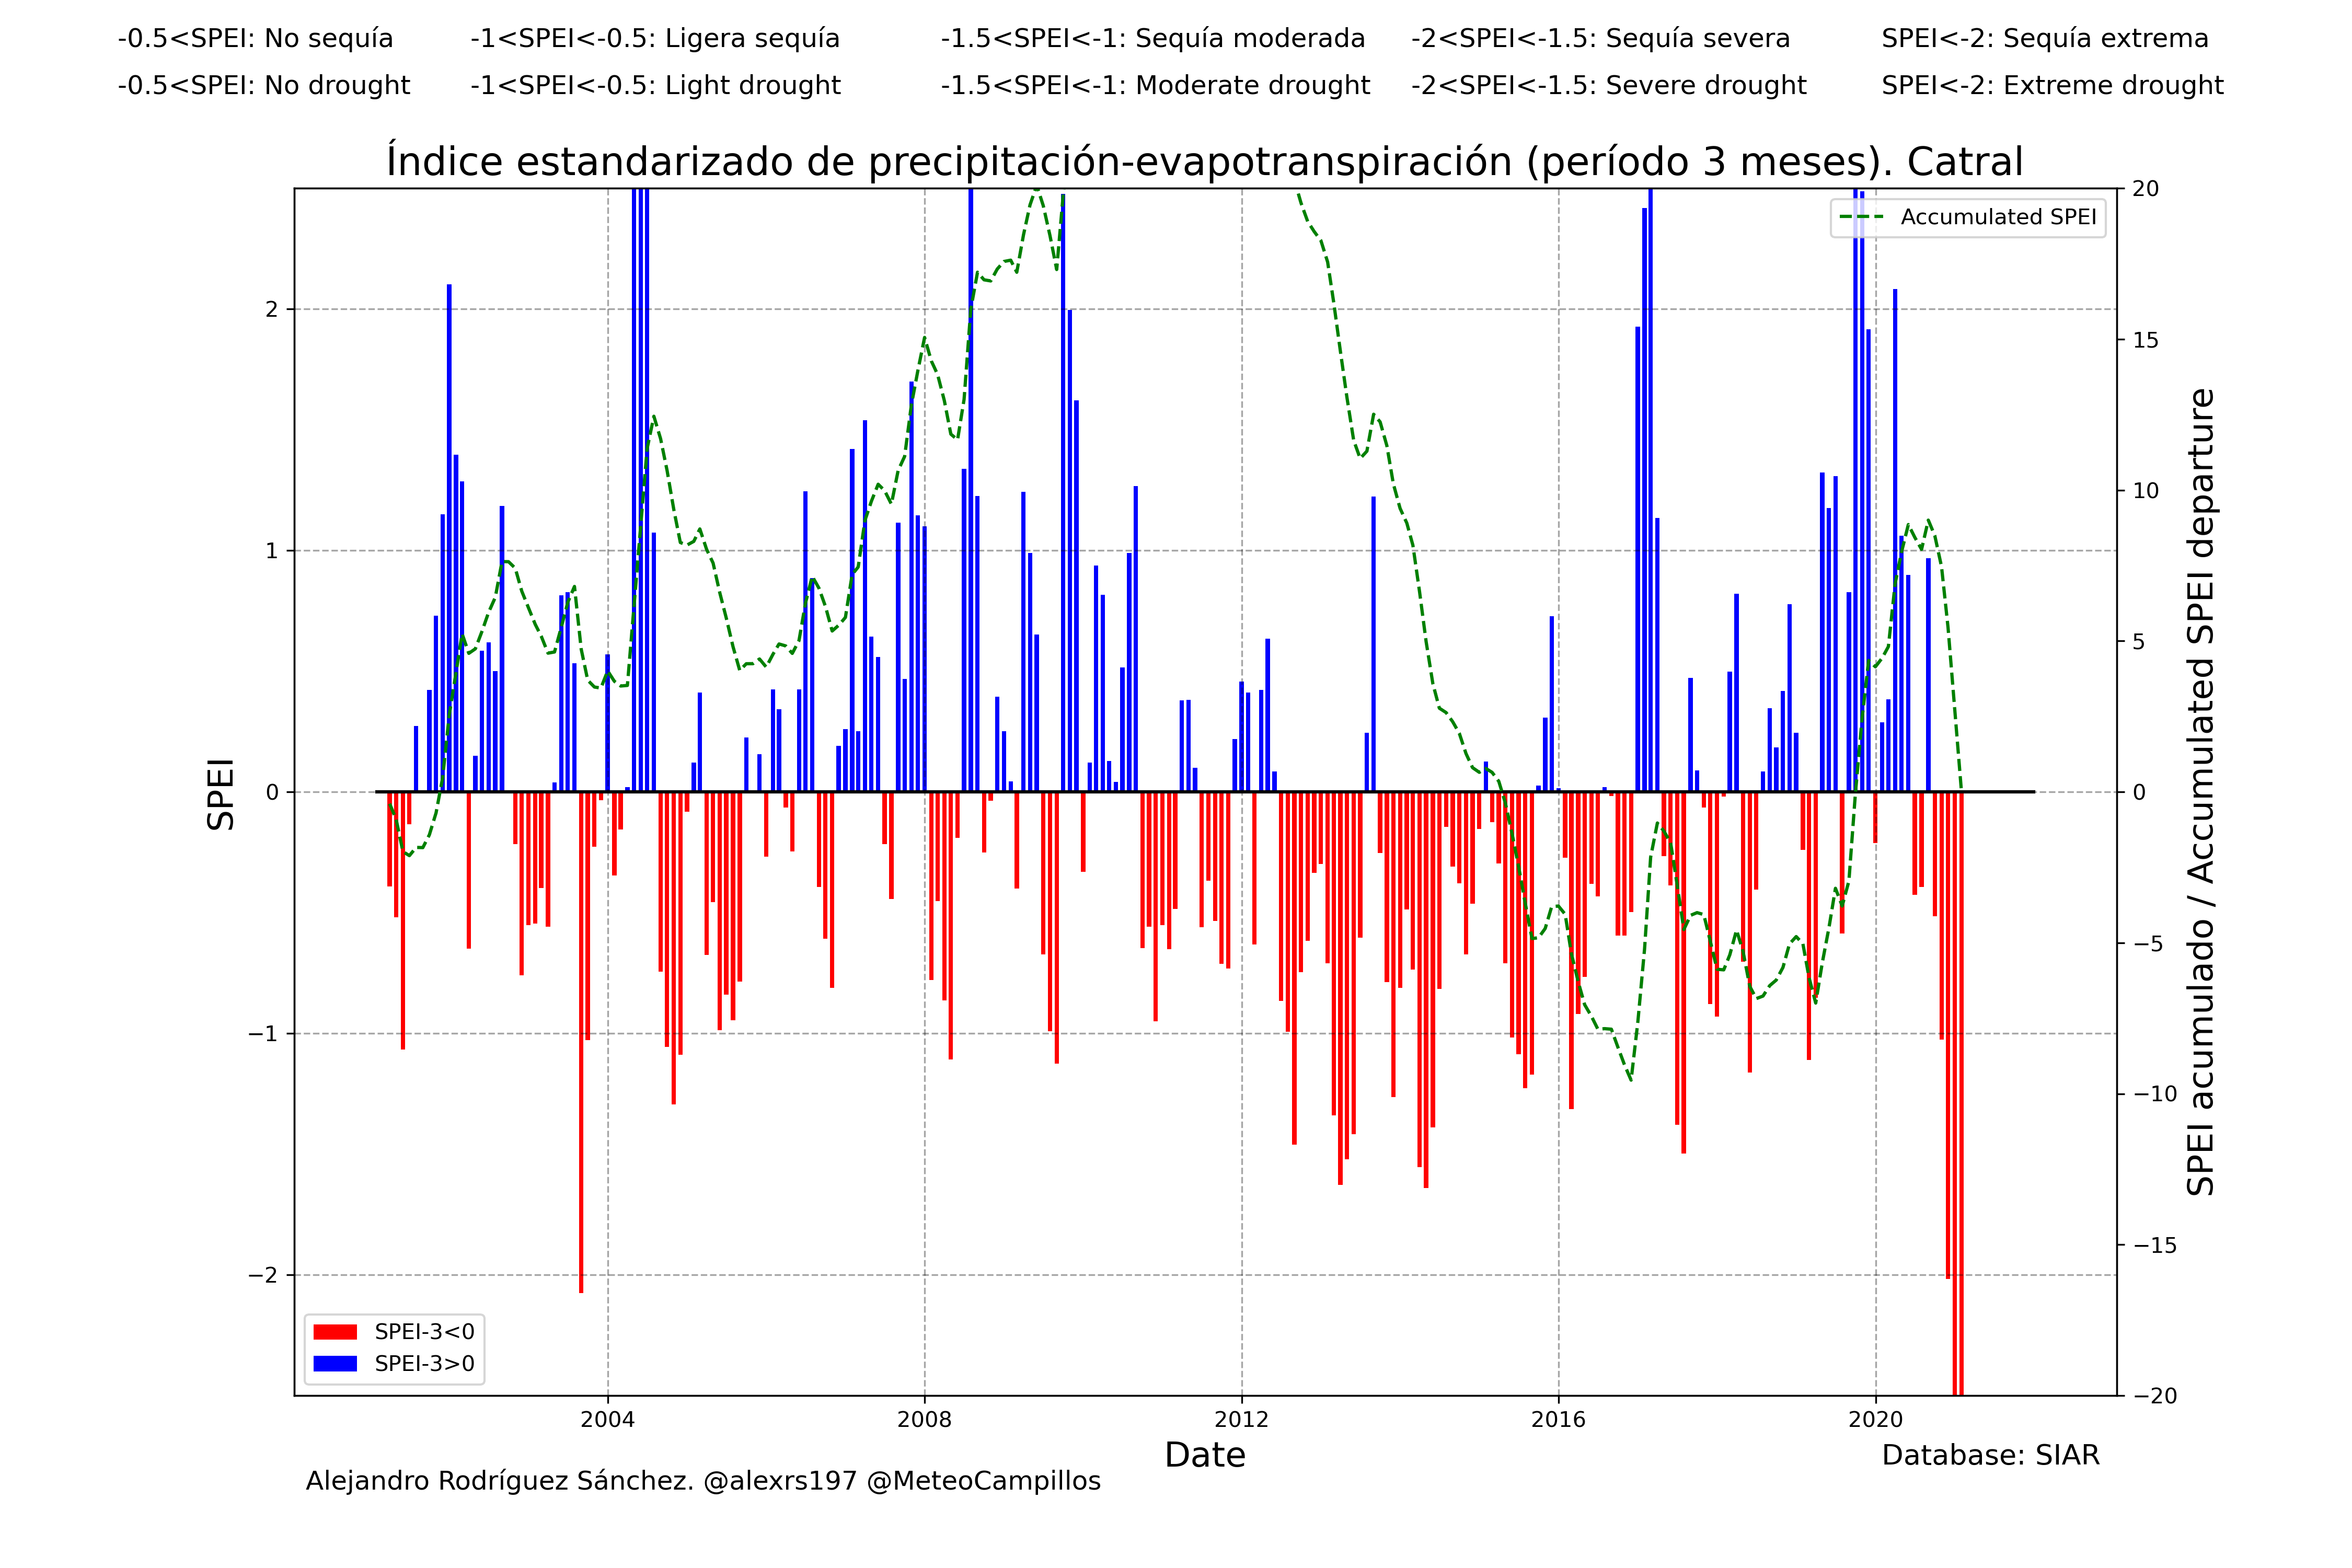 -0.5<SPEI: No sequía -1<SPEI<-0.5: Ligera sequía -1.5<SPEI<-1: Sequía moderada -2<SPEI<-1.5: Sequía severa SPEI<-2: Sequía extrema
-0.5<SPEI: No drought -1<SPEI<-0.5: Light drought -1.5<SPEI<-1: Moderate drought -2<SPEI<-1.5: Severe drought SPEI<-2: Extreme drought
Índice estandarizado de precipitación-evapotranspiración (período 3 meses). Catral
Accumulated SPEI
SPEI
2
1
0
−1
−2
20
15
10
5
0
−5
−10
−15
−20
SPEI acumulado / Accumulated SPEI departure
SPEI-3<0
SPEI-3>0
2004 2008 2012 2016 2020
Date
Database: SIAR
Alejandro Rodríguez Sánchez. @alexrs197 @MeteoCampillos